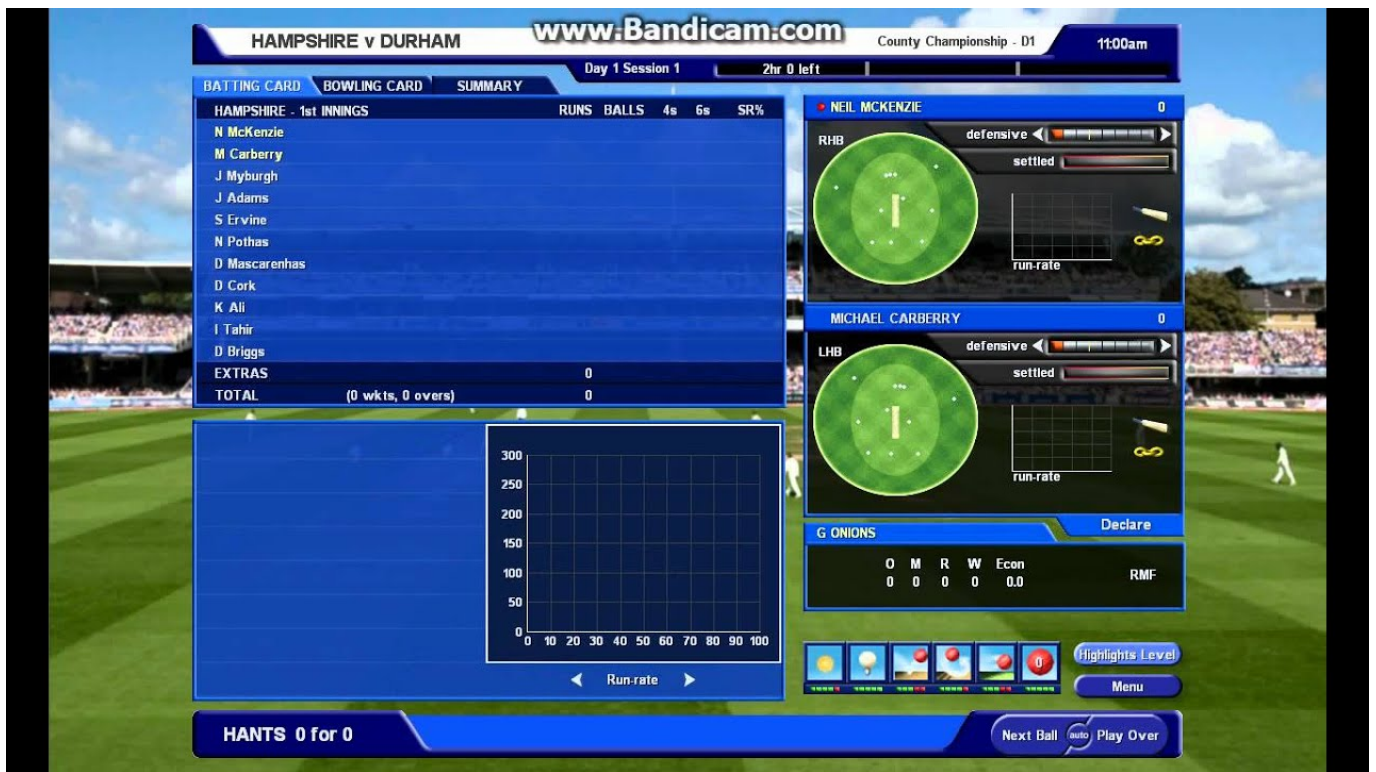 www.Bandicam.com
HAMPSHIRE v DURHAM
County Championship - D1
11:00am
Day 1 Session 1
2hr 0 left
BATTING CARD BOWLING CARD SUMMARY
HAMPSHIRE - 1st INNINGS RUNS BALLS 4s 6s SR%
N McKenzie
M Carberry
J Myburgh
J Adams
S Ervine
N Pothas
D Mascarenhas
D Cork
K Ali
I Tahir
D Briggs
EXTRAS 0
TOTAL (0 wkts, 0 overs) 0
NEIL MCKENZIE 0
RHB
defensive
settled
run-rate
MICHAEL CARBERRY 0
LHB
defensive
settled
run-rate
Declare
G ONIONS
O M R W Econ
0 0 0 0 0.0
RMF
300
250
200
150
100
50
0
0 10 20 30 40 50 60 70 80 90 100
Run-rate
0
Highlights Level
Menu
HANTS 0 for 0
Next Ball auto Play Over